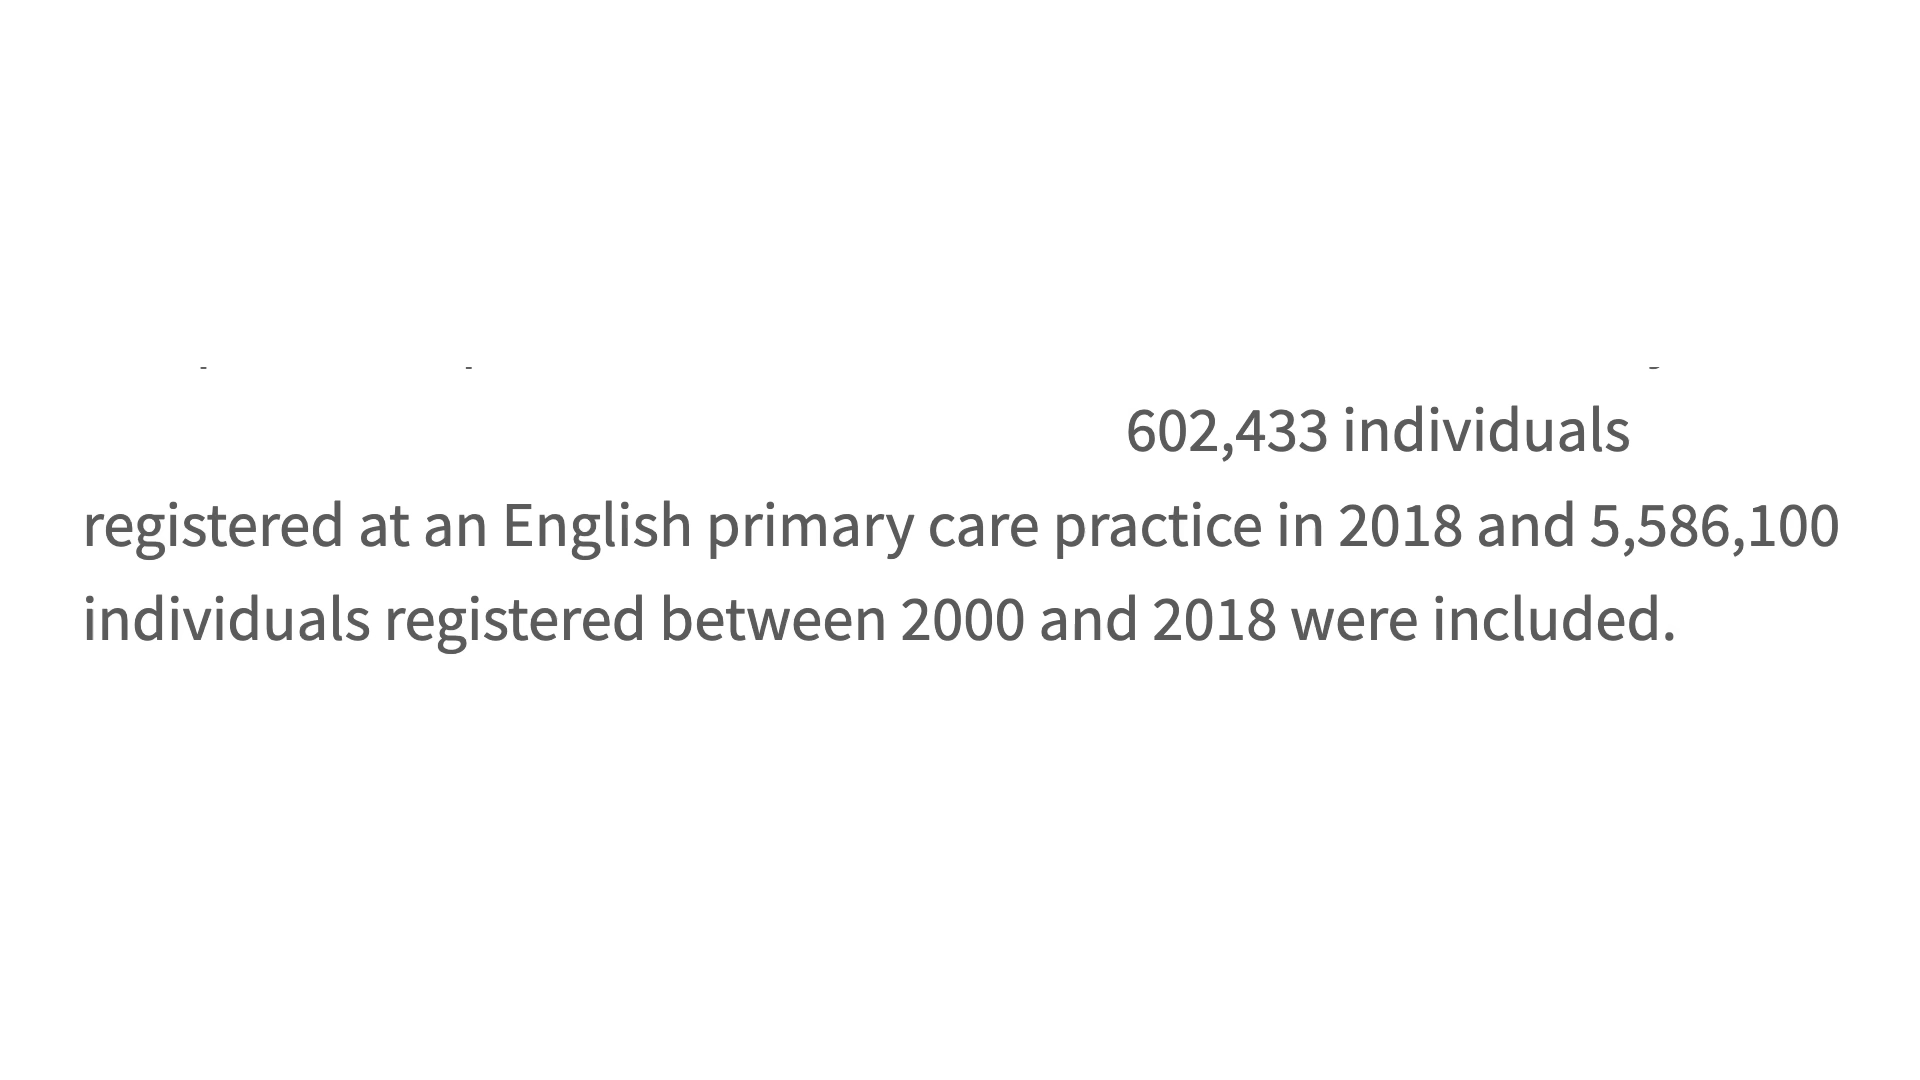 602,433 individuals
registered at an English primary care practice in 2018 and 5,586,100
individuals registered between 2000 and 2018 were included.